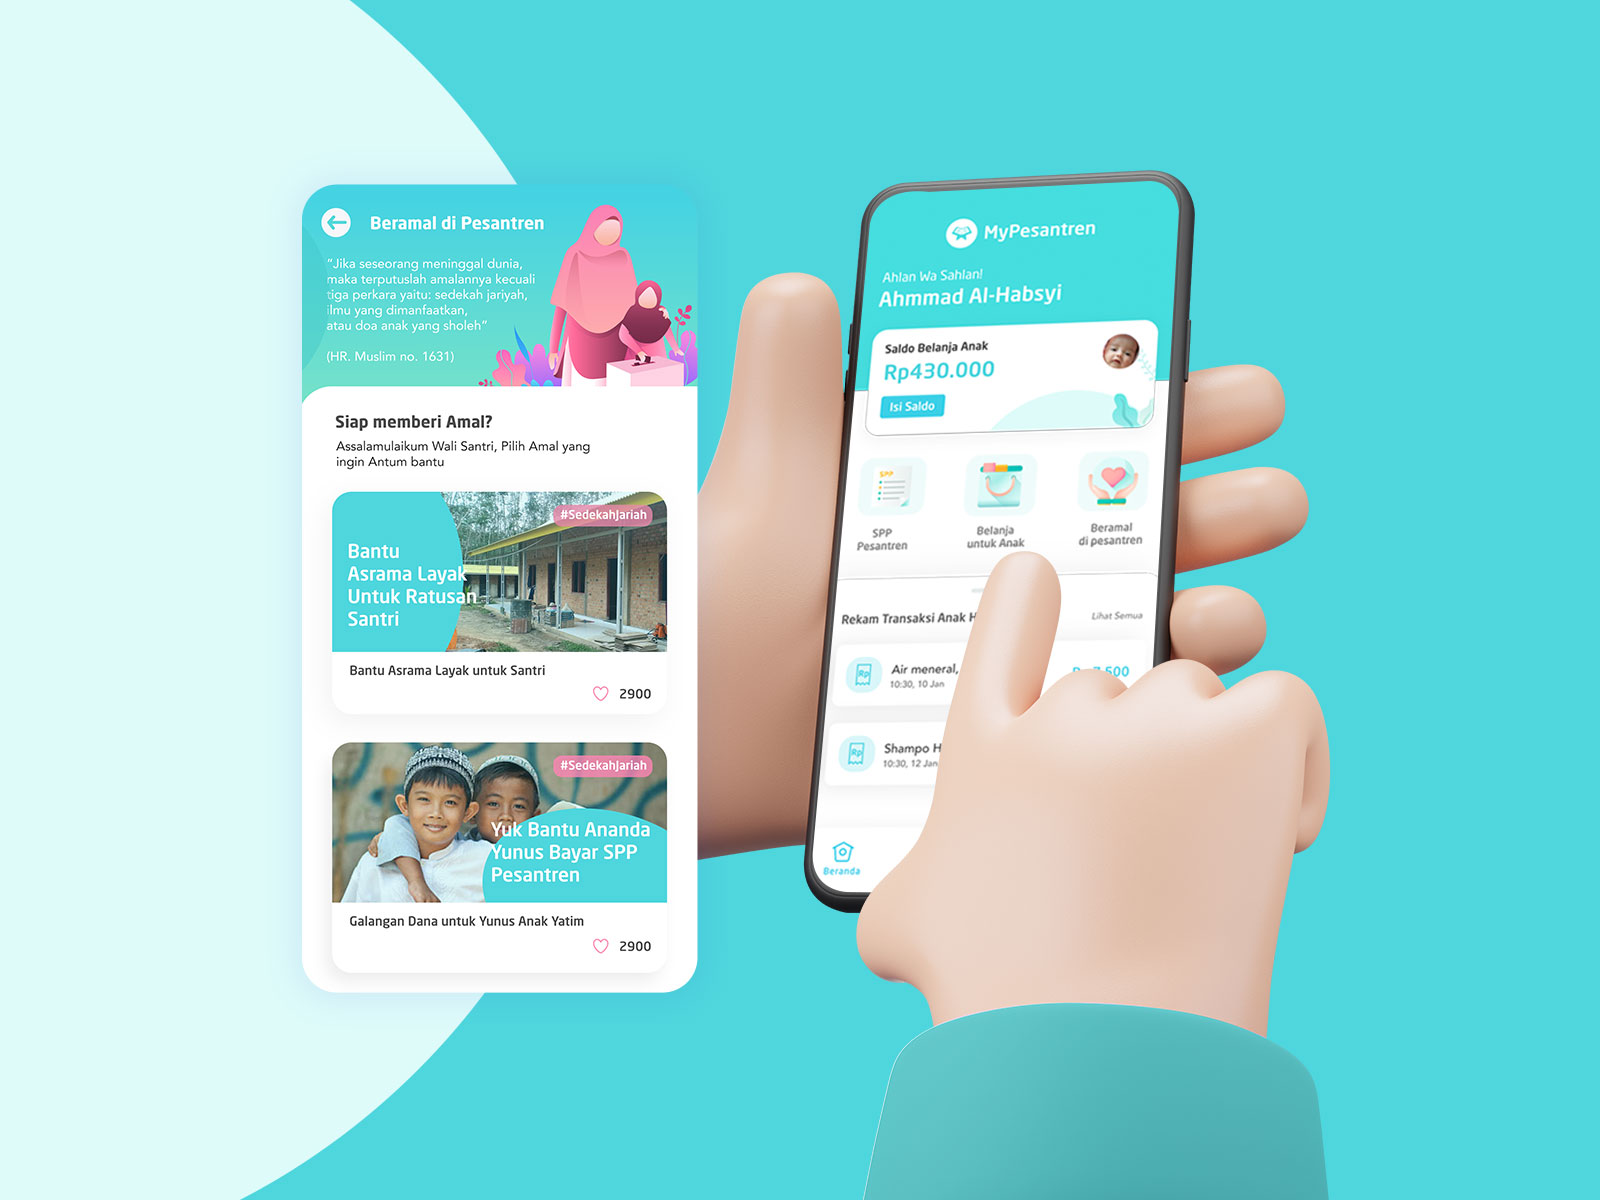 Beramal di Pesantren
“Jika seseorang meninggal dunia,
maka terputuslah amalannya kecuali
tiga perkara yaitu: sedekah jariyah,
ilmu yang dimanfaatkan,
atau doa anak yang sholeh”
(HR. Muslim no. 1631)
Siap memberi Amal?
Assalamulaikum Wali Santri, Pilih Amal yang
ingin Antum bantu
#SedekahJariah
Bantu
Asrama Layak
Untuk Ratusan
Santri
Bantu Asrama Layak untuk Santri
2900
#SedekahJariah
Yuk Bantu Ananda
Yunus Bayar SPP
Pesantren
Galangan Dana untuk Yunus Anak Yatim
2900
MyPesantren
Ahlan Wa Sahlan!
Ahmmad Al-Habsyi
Saldo Belanja Anak
Rp430.000
Isi Saldo
SPP
SPP
Pesantren
Belanja
untuk Anak
Beramal
di pesantren
Rekam Transaksi Anak
Lihat Semua
Rp
Air meneral,
10:30, 10 Jan
Rp
Shampo
10:30, 12 Jan
Beranda